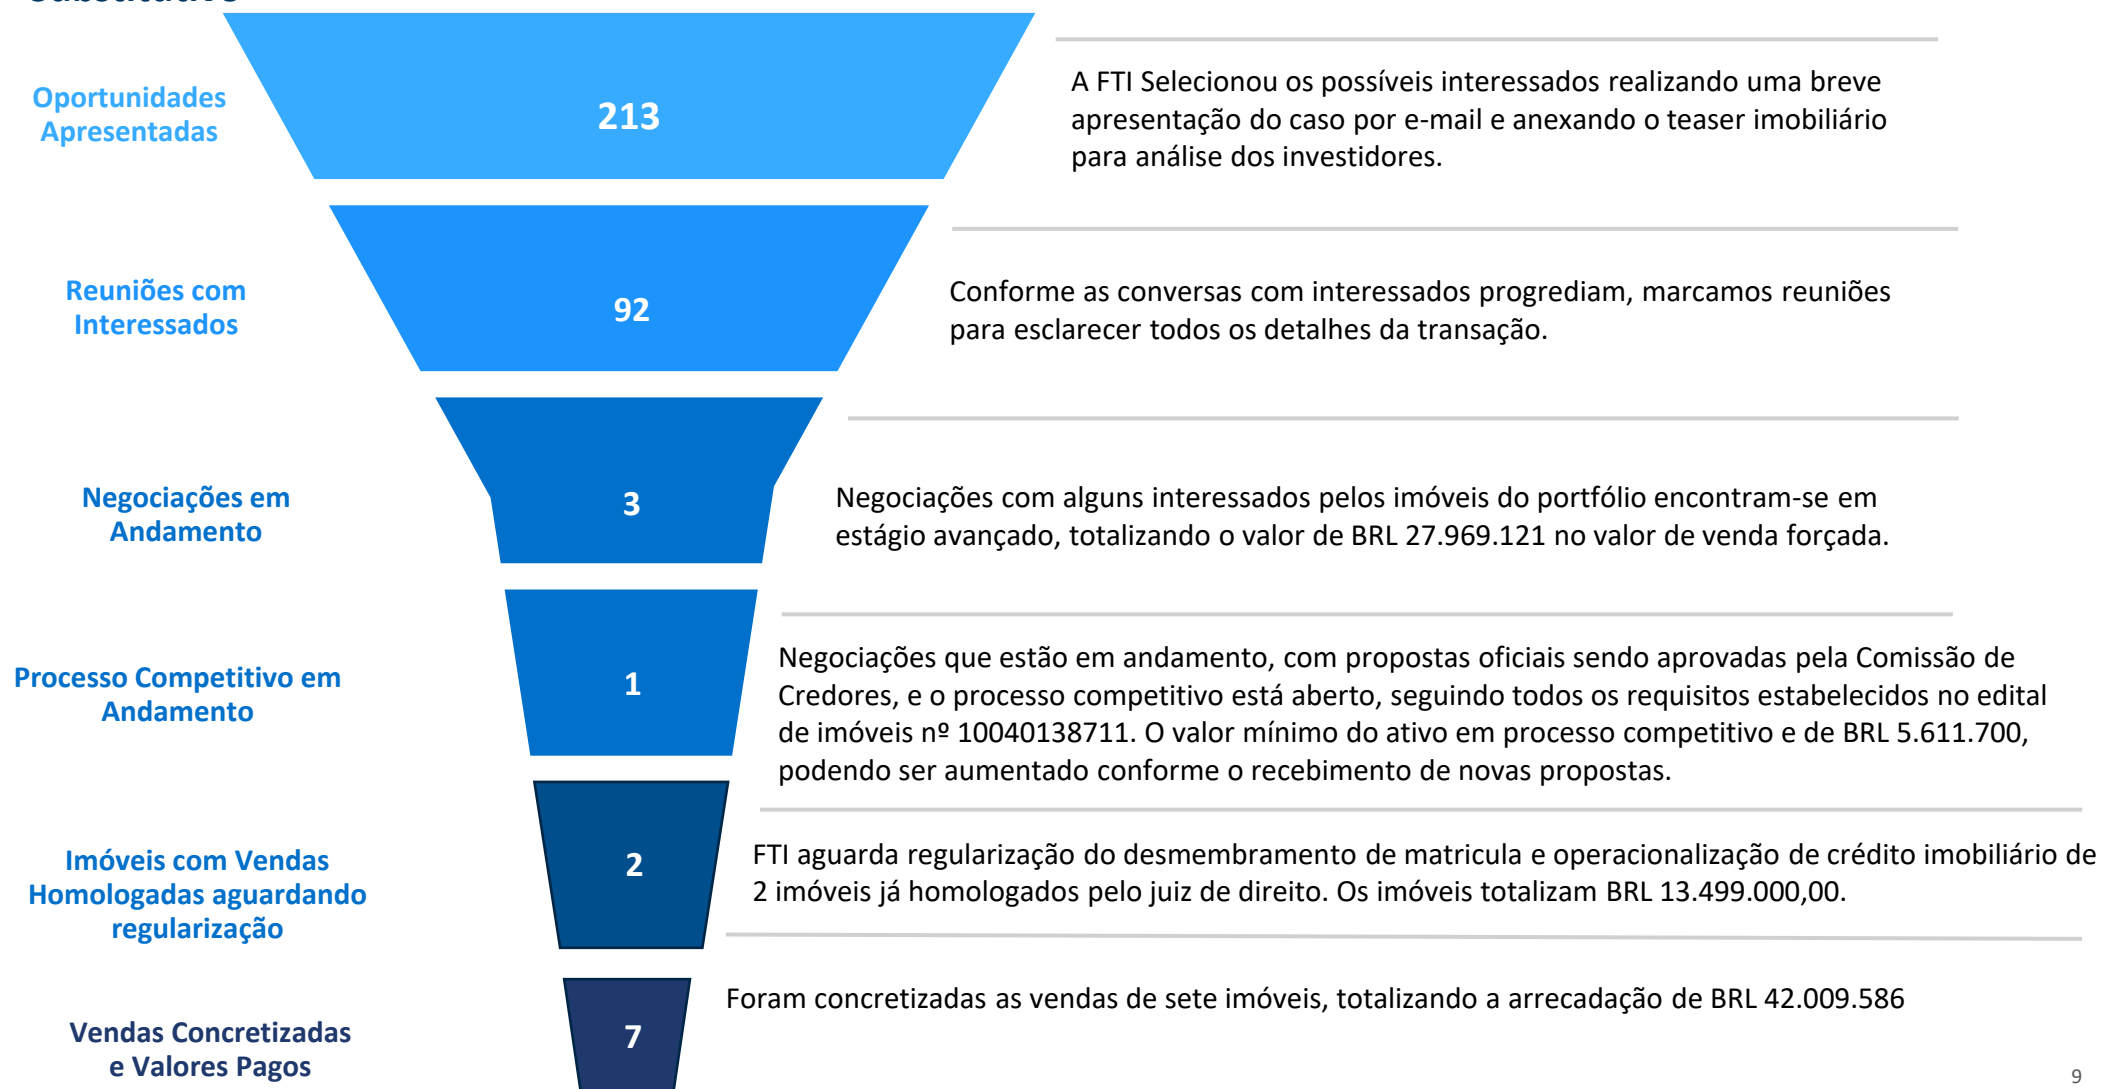 Oportunidades
Apresentadas
213
A FTI Selecionou os possíveis interessados realizando uma breve
apresentação do caso por e-mail e anexando o teaser imobiliário
para análise dos investidores.
Reuniões com
Interessados
92
Conforme as conversas com interessados progrediam, marcamos reuniões
para esclarecer todos os detalhes da transação.
Negociações em
Andamento
3
Negociações com alguns interessados pelos imóveis do portfólio encontram-se em
estágio avançado, totalizando o valor de BRL 27.969.121 no valor de venda forçada.
Processo Competitivo em
Andamento
1
Negociações que estão em andamento, com propostas oficiais sendo aprovadas pela Comissão de
Credores, e o processo competitivo está aberto, seguindo todos os requisitos estabelecidos no edital
de imóveis nº 10040138711. O valor mínimo do ativo em processo competitivo e de BRL 5.611.700,
podendo ser aumentado conforme o recebimento de novas propostas.
Imóveis com Vendas
Homologadas aguardando
regularização
2
FTI aguarda regularização do desmembramento de matricula e operacionalização de crédito imobiliário de
2 imóveis já homologados pelo juiz de direito. Os imóveis totalizam BRL 13.499.000,00.
Vendas Concretizadas
e Valores Pagos
7
Foram concretizadas as vendas de sete imóveis, totalizando a arrecadação de BRL 42.009.586
9